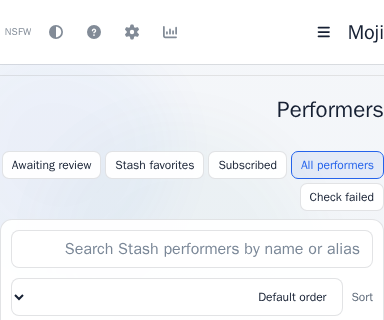 Moji
NSFW
Performers
All performers
Subscribed
Stash favorites
Awaiting review
Check failed
Search Stash performers by name or alias
Sort
Default order